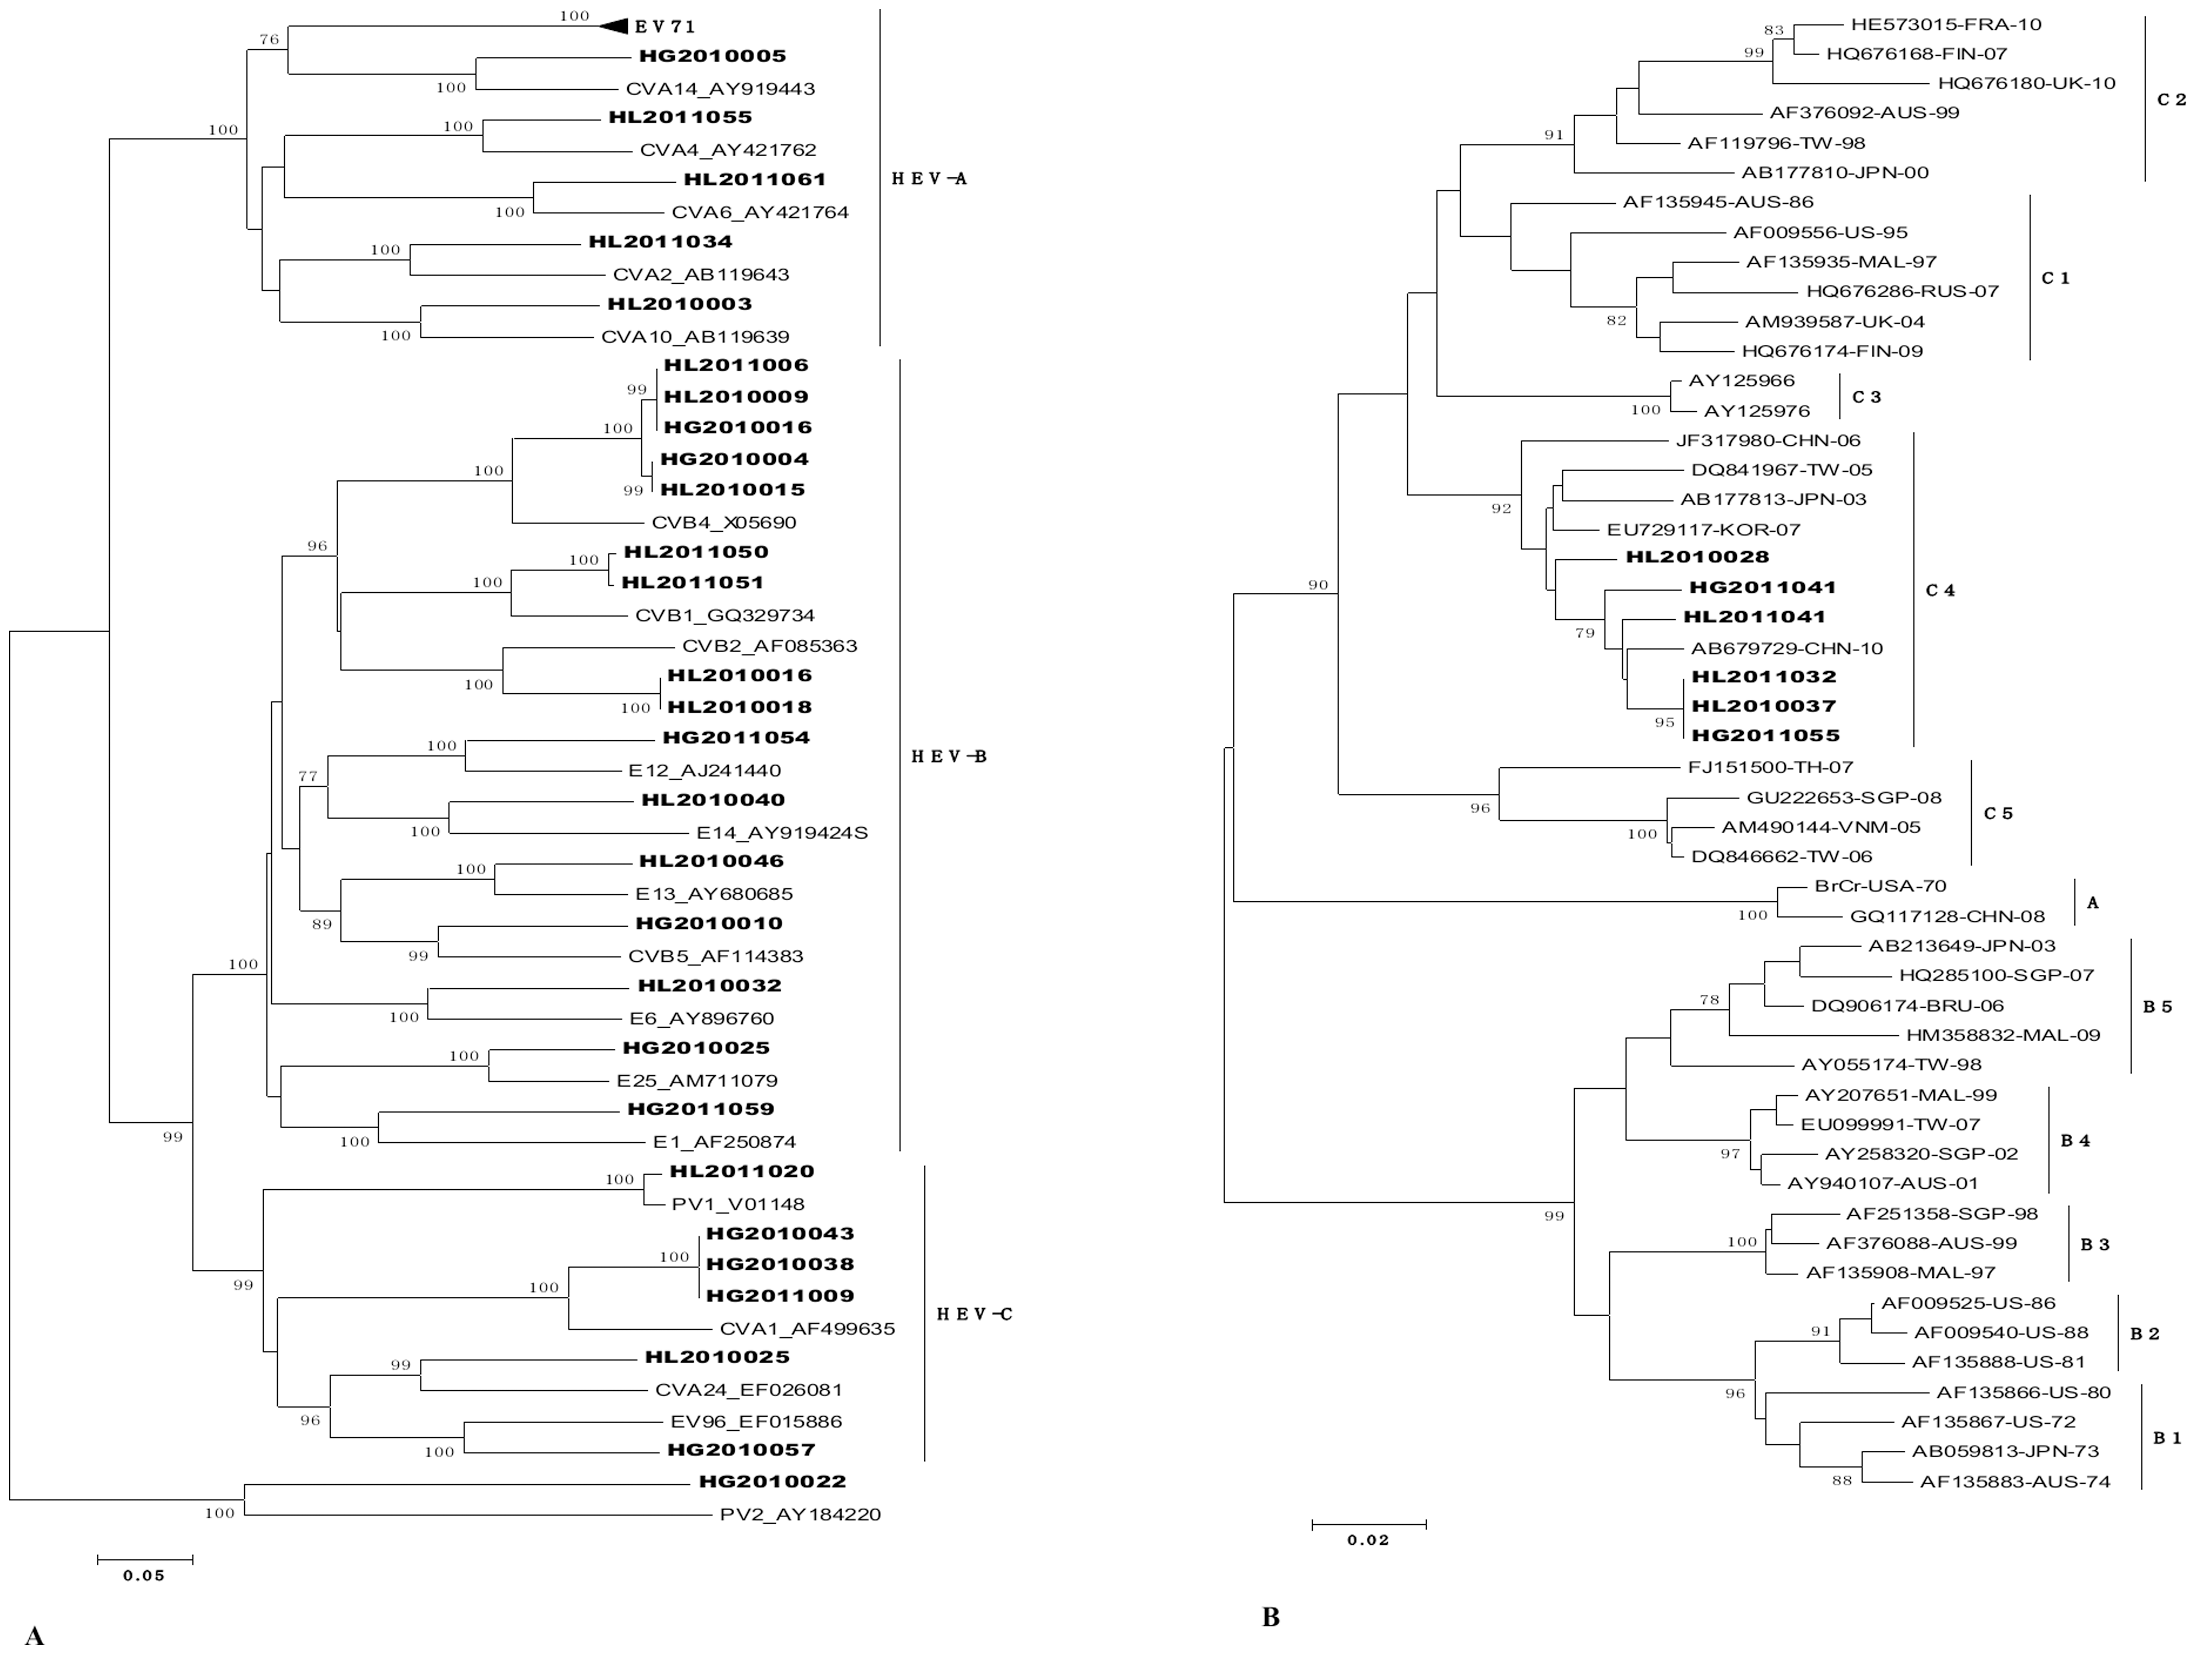 100
EV71
76
HG2010005
100
CVA14_AY919443
HL2011055
100
100
CVA4_AY421762
HL2011061
HEV-A
100
CVA6_AY421764
HL2011034
100
CVA2_AB119643
HL2010003
100
CVA10_AB119639
HL2011006
99
HL2010009
100
HG2010016
HG2010004
100
99
HL2010015
CVB4_X05690
96
HL2011050
100
100
HL2011051
CVB1_GQ329734
CVB2_AF085363
HL2010016
100
100
HL2010018
HG2011054
100
HEV-B
E12_AJ241440
77
HL2010040
100
E14_AY919424S
HL2010046
100
E13_AY680685
89
HG2010010
99
CVB5_AF114383
100
HL2010032
100
E6_AY896760
HG2010025
100
E25_AM711079
HG2011059
99
100
E1_AF250874
HL2011020
100
PV1_V01148
HG2010043
100
HG2010038
99
100
HG2011009
HEV-C
CVA1_AF499635
HL2010025
99
CVA24_EF026081
96
EV96_EF015886
100
HG2010057
HG2010022
100
PV2_AY184220
0.05
A
HE573015-FRA-10
83
99
HQ676168-FIN-07
HQ676180-UK-10
C2
AF376092-AUS-99
91
AF119796-TW-98
AB177810-JPN-00
AF135945-AUS-86
AF009556-US-95
AF135935-MAL-97
C1
HQ676286-RUS-07
82
AM939587-UK-04
HQ676174-FIN-09
AY125966
C3
100
AY125976
JF317980-CHN-06
DQ841967-TW-05
AB177813-JPN-03
92
EU729117-KOR-07
HL2010028
90
HG2011041
C4
HL2011041
79
AB679729-CHN-10
HL2011032
HL2010037
95
HG2011055
FJ151500-TH-07
96
GU222653-SGP-08
C5
100
AM490144-VNM-05
DQ846662-TW-06
BrCr-USA-70
A
100
GQ117128-CHN-08
AB213649-JPN-03
HQ285100-SGP-07
78
DQ906174-BRU-06
B5
HM358832-MAL-09
AY055174-TW-98
AY207651-MAL-99
EU099991-TW-07
B4
97
AY258320-SGP-02
AY940107-AUS-01
99
AF251358-SGP-98
100
AF376088-AUS-99
B3
AF135908-MAL-97
AF009525-US-86
91
AF009540-US-88
B2
AF135888-US-81
96
AF135866-US-80
AF135867-US-72
B1
AB059813-JPN-73
88
AF135883-AUS-74
0.02
B